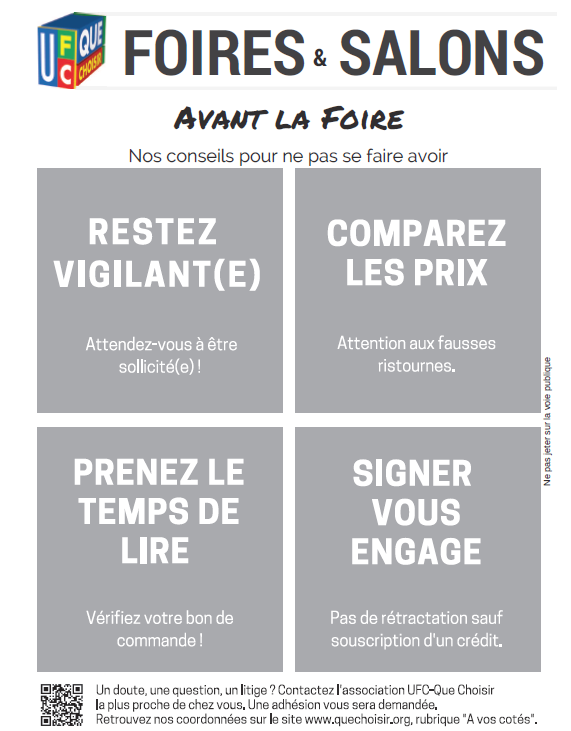 UFC QUE CHOISIR
FOIRES & SALONS
AVANT LA FOIRE
Nos conseils pour ne pas se faire avoir
RESTEZ
VIGILANT(E)
Attendez-vous à être
sollicité(e) !
COMPAREZ
LES PRIX
Attention aux fausses
ristournes.
Ne pas jeter sur la voie publique
PRENEZ LE
TEMPS DE
LIRE
Vérifiez votre bon de
commande !
SIGNER
VOUS
ENGAGE
Pas de rétractation sauf
souscription d'un crédit.
Un doute, une question, un litige ? Contactez l'association UFC-Que Choisir
la plus proche de chez vous. Une adhésion vous sera demandée.
Retrouvez nos coordonnées sur le site www.quechoisir.org, rubrique "A vos cotés".